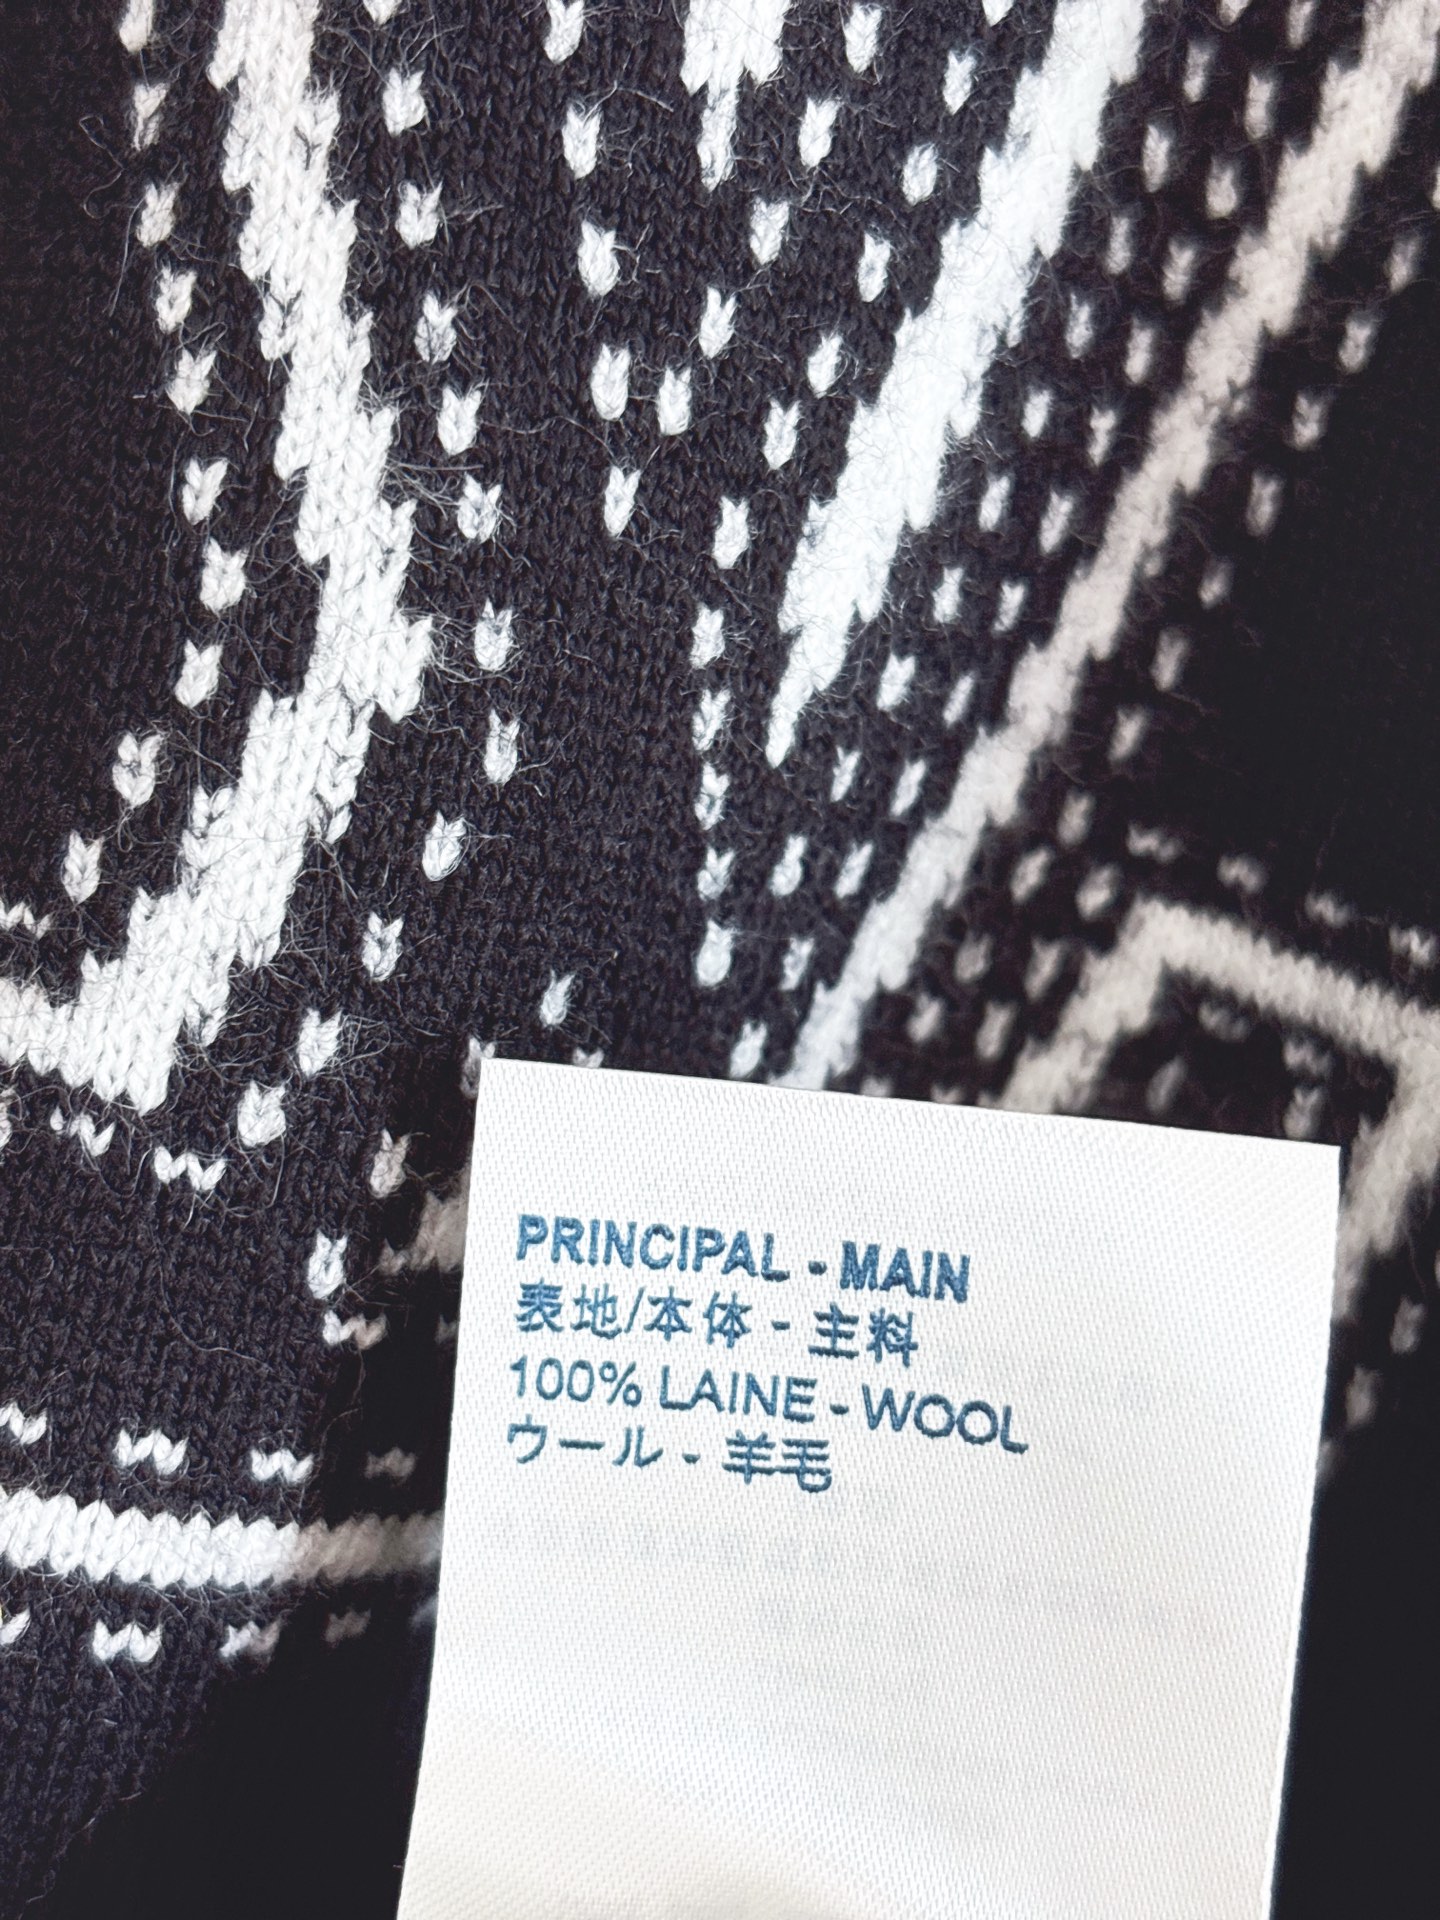 PRINCIPAL - MAIN
表地/本体 - 主料
100% LAINE - WOOL
ウール - 羊毛